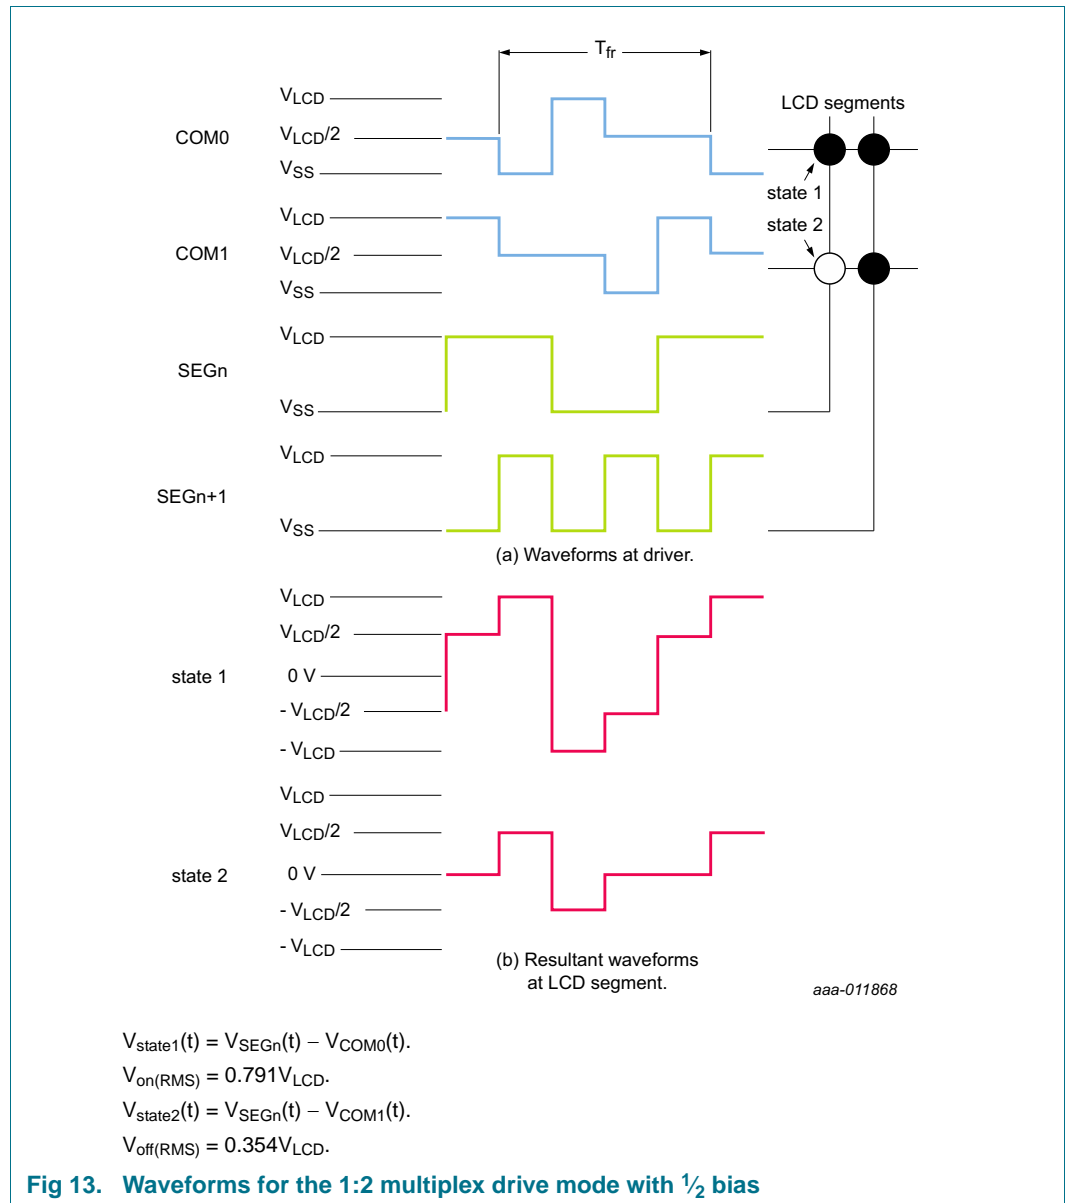 Tfr
VLCD
LCD segments
COM0
VLCD/2
VSS
state 1
VLCD
state 2
COM1
VLCD/2
VSS
VLCD
SEGn
VSS
VLCD
SEGn+1
VSS
(a) Waveforms at driver.
VLCD
VLCD/2
state 1
0 V
- VLCD/2
- VLCD
VLCD
VLCD/2
state 2
0 V
- VLCD/2
- VLCD
(b) Resultant waveforms
at LCD segment.
aaa-011868
Vstate1(t) = VSEGn(t) − VCOM0(t).
Von(RMS) = 0.791VLCD.
Vstate2(t) = VSEGn(t) − VCOM1(t).
Voff(RMS) = 0.354VLCD.
Fig 13. Waveforms for the 1:2 multiplex drive mode with 1⁄2 bias